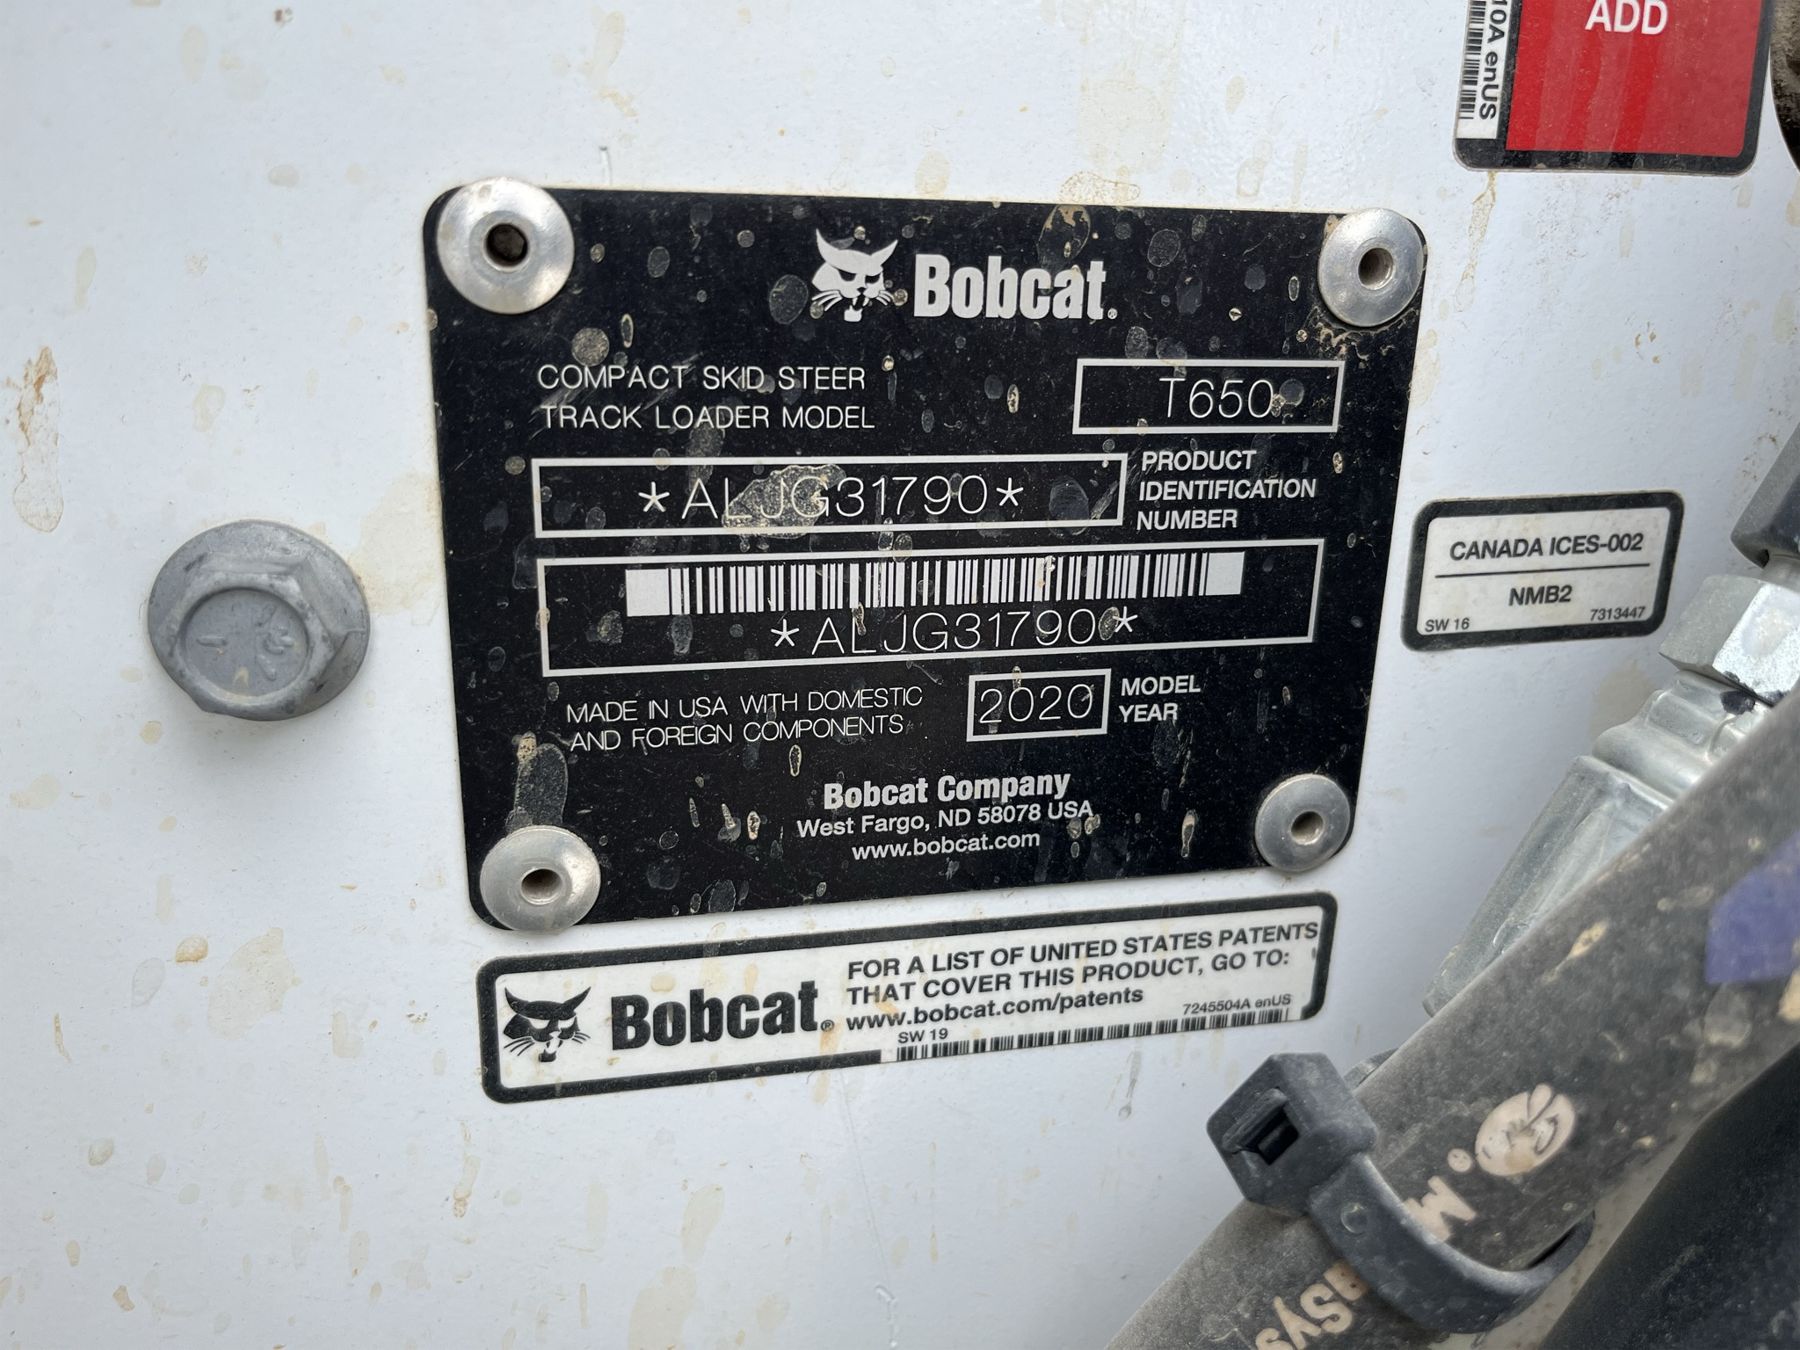 ADD
10A enUS
Bobcat®
COMPACT SKID STEER
TRACK LOADER MODEL
T650
*ALJG31790*
PRODUCT
IDENTIFICATION
NUMBER
*ALJG31790*
MADE IN USA WITH DOMESTIC
AND FOREIGN COMPONENTS
2020
MODEL
YEAR
Bobcat Company
West Fargo, ND 58078 USA
www.bobcat.com
CANADA ICES-002
NMB2
SW 16
7313447
Bobcat®
FOR A LIST OF UNITED STATES PATENTS
THAT COVER THIS PRODUCT, GO TO:
www.bobcat.com/patents
7245504A enUS
SW 19